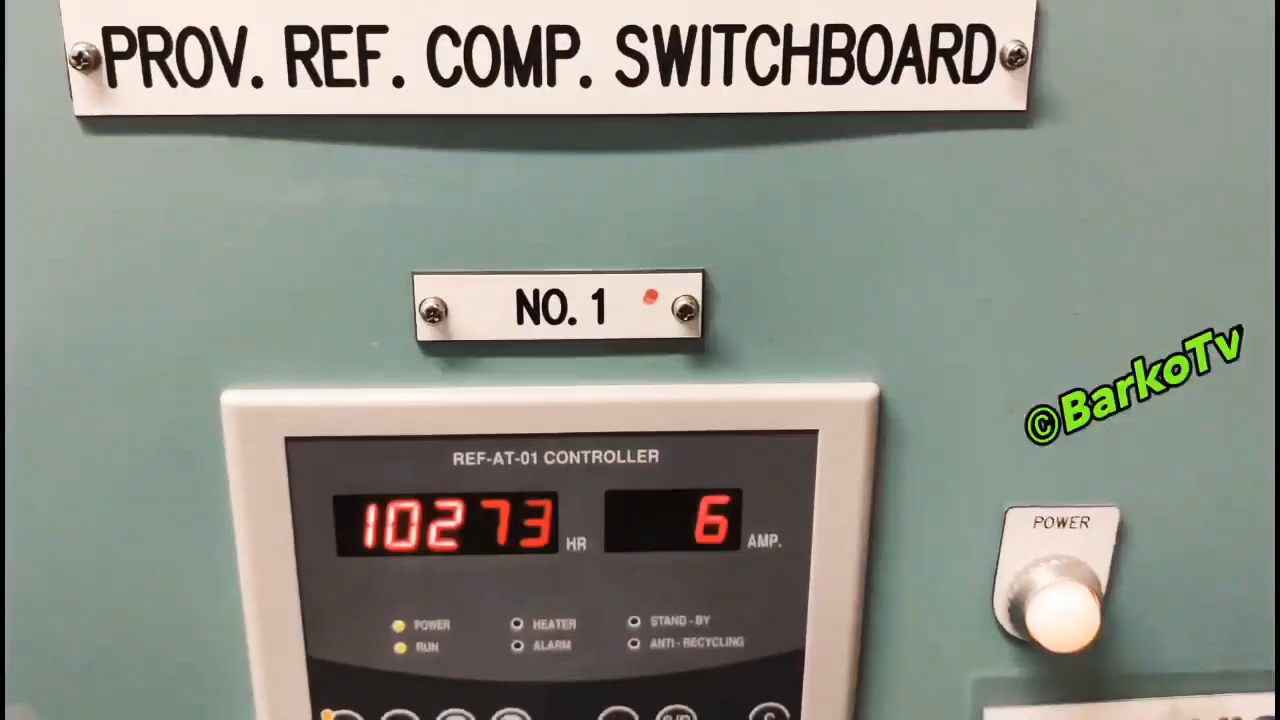 PROV. REF. COMP. SWITCHBOARD
NO. 1
©BarkoTv
REF-AT-01 CONTROLLER
10273 HR 6 AMP.
POWER
POWER HEATER STAND-BY
RUN ALARM ANTI-RECYCLING